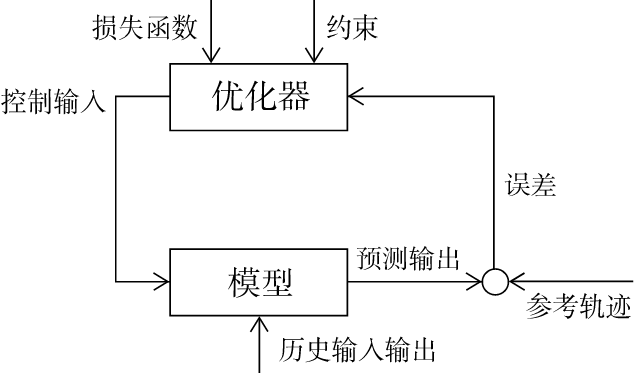 损失函数
约束
控制输入
优化器
误差
模型
预测输出
参考轨迹
历史输入输出